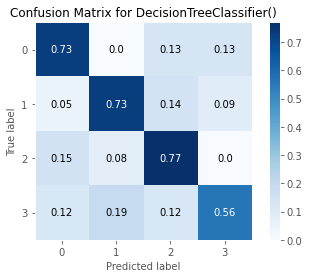 Confusion Matrix for DecisionTreeClassifier()
0 0.73 0.0 0.13 0.13
1 0.05 0.73 0.14 0.09
2 0.15 0.08 0.77 0.0
3 0.12 0.19 0.12 0.56
0 1 2 3
Predicted label
True label
0.7
0.6
0.5
0.4
0.3
0.2
0.1
0.0